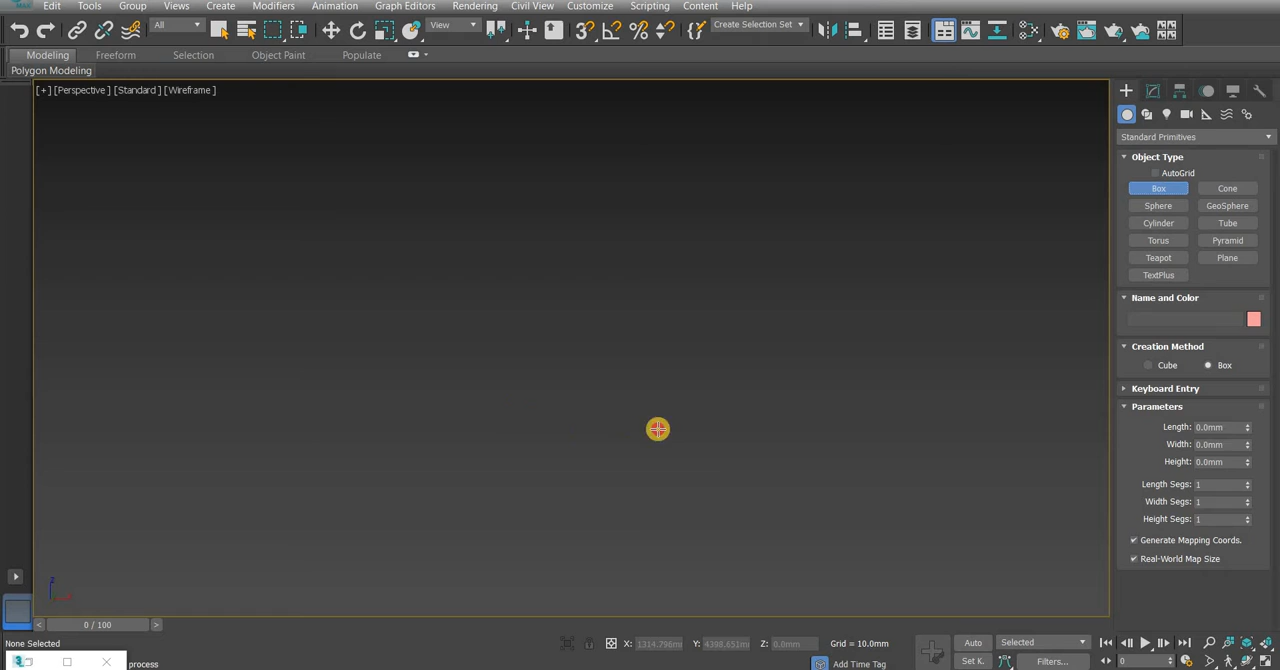 Edit Tools Group Views Create Modifiers Animation Graph Editors Rendering Civil View Customize Scripting Content Help
All View Create Selection Set
Modeling Freeform Selection Object Paint Populate
Polygon Modeling
[+] [Perspective] [Standard] [Wireframe]
Standard Primitives
Object Type
AutoGrid
Box Cone
Sphere GeoSphere
Cylinder Tube
Torus Pyramid
Teapot Plane
TextPlus
Name and Color
Creation Method
Cube Box
Keyboard Entry
Parameters
Length: 0.0mm
Width: 0.0mm
Height: 0.0mm
Length Segs: 1
Width Segs: 1
Height Segs: 1
Generate Mapping Coords.
Real-World Map Size
z
< 0 / 100 >
None Selected X: 1314.796mm Y: 4398.651mm Z: 0.0mm Grid = 10.0mm Auto Selected
process Add Time Tag Set K. Filters... 0